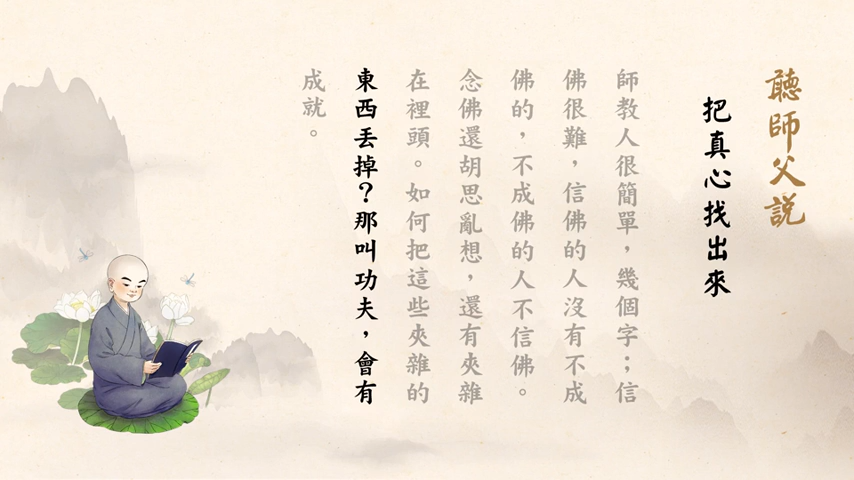 聽師父說
把真心找出來
師教人很簡單，幾個字；信
佛很難，信佛的人沒有不成
佛的，不成佛的人不信佛。
念佛還胡思亂想，還有夾雜
在裡頭。如何把這些夾雜的
東西丟掉？那叫功夫，會有
成就。